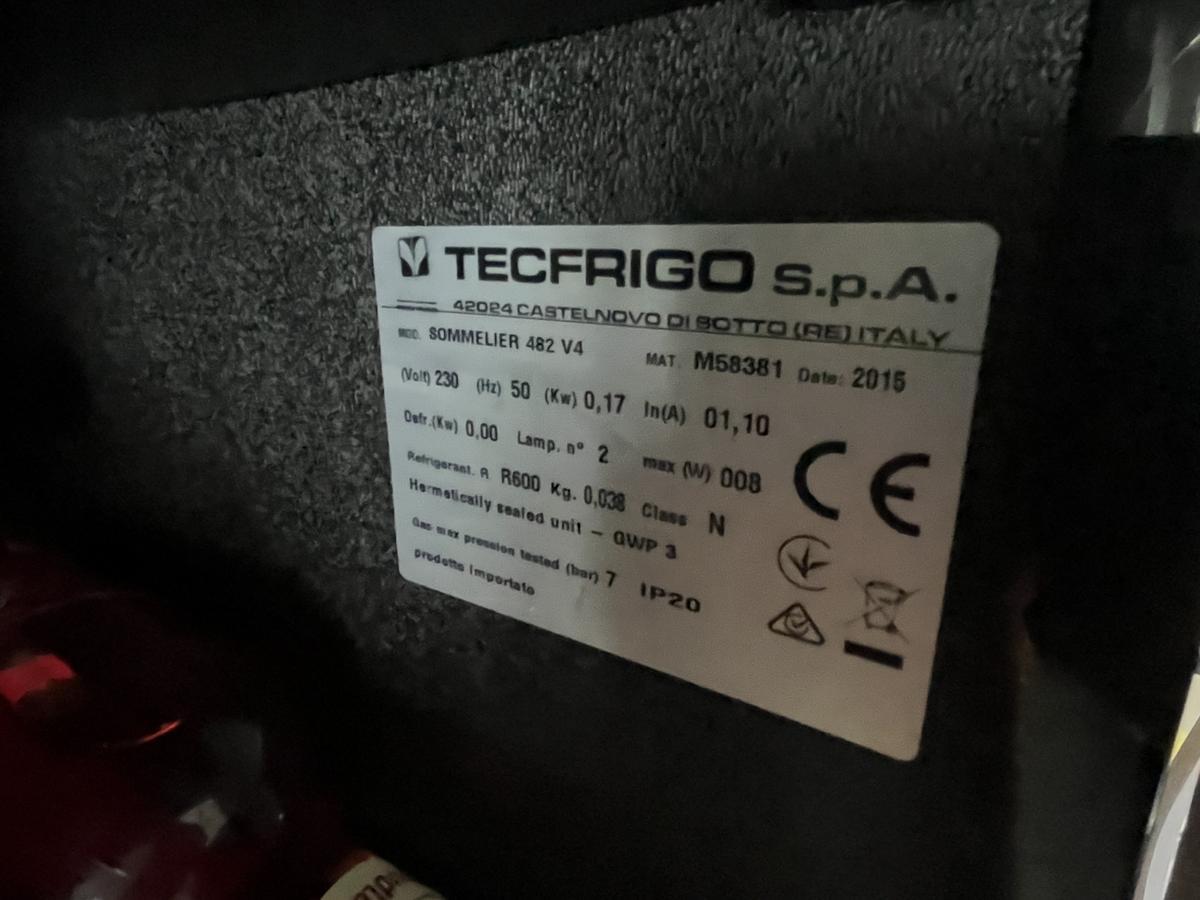 TECFRIGO S.p.A.
42024 CASTELNOVO DI SOTTO (RE) ITALY
MOD. SOMMELIER 482 V4 MAT. M58381 Date: 2015
(Volt) 230 (Hz) 50 (Kw) 0,17 In(A) 01,10
Defr.(Kw) 0,00 Lamp. n° 2 max (W) 008
Refrigerant. R R600 Kg. 0,038 Class N
Hermetically sealed unit – GWP 3
Gas max pression tested (bar) 7 IP20
prodotto importato
CE